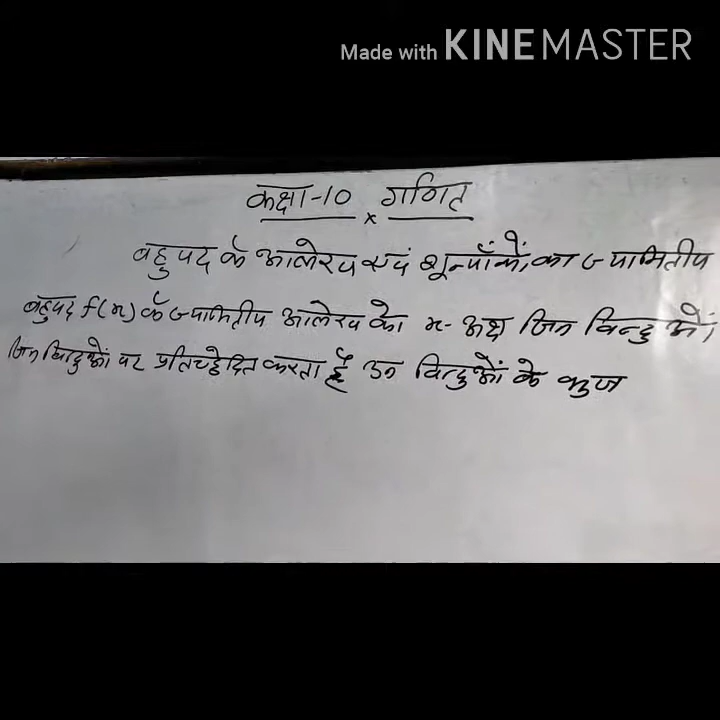 Made with KINEMASTER
कक्षा-10 x गणित
बहुपद के आलेख एवं शून्यांकों का ज्यामितीय
बहुपद f(x) के ज्यामितीय आलेख को x- अक्ष जिन बिन्दुओं
जिन बिन्दुओं पर प्रतिच्छेदित करता है उन बिन्दुओं के भुज